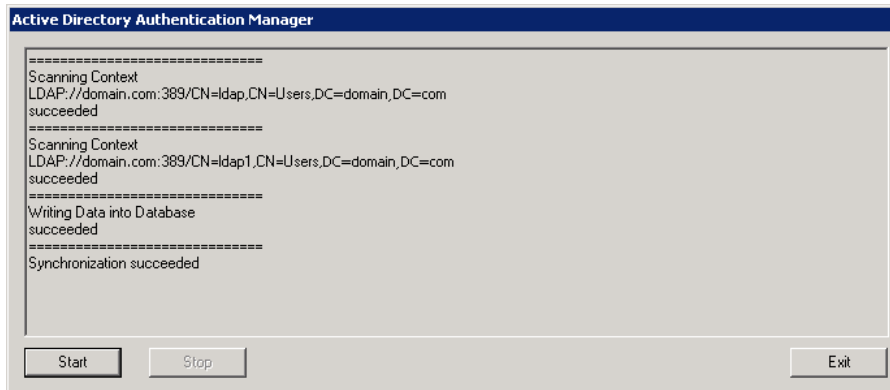 Active Directory Authentication Manager
==============================
Scanning Context
LDAP://domain.com:389/CN=ldap,CN=Users,DC=domain,DC=com
succeeded
==============================
Scanning Context
LDAP://domain.com:389/CN=ldap1,CN=Users,DC=domain,DC=com
succeeded
==============================
Writing Data into Database
succeeded
==============================
Synchronization succeeded
Start Stop Exit